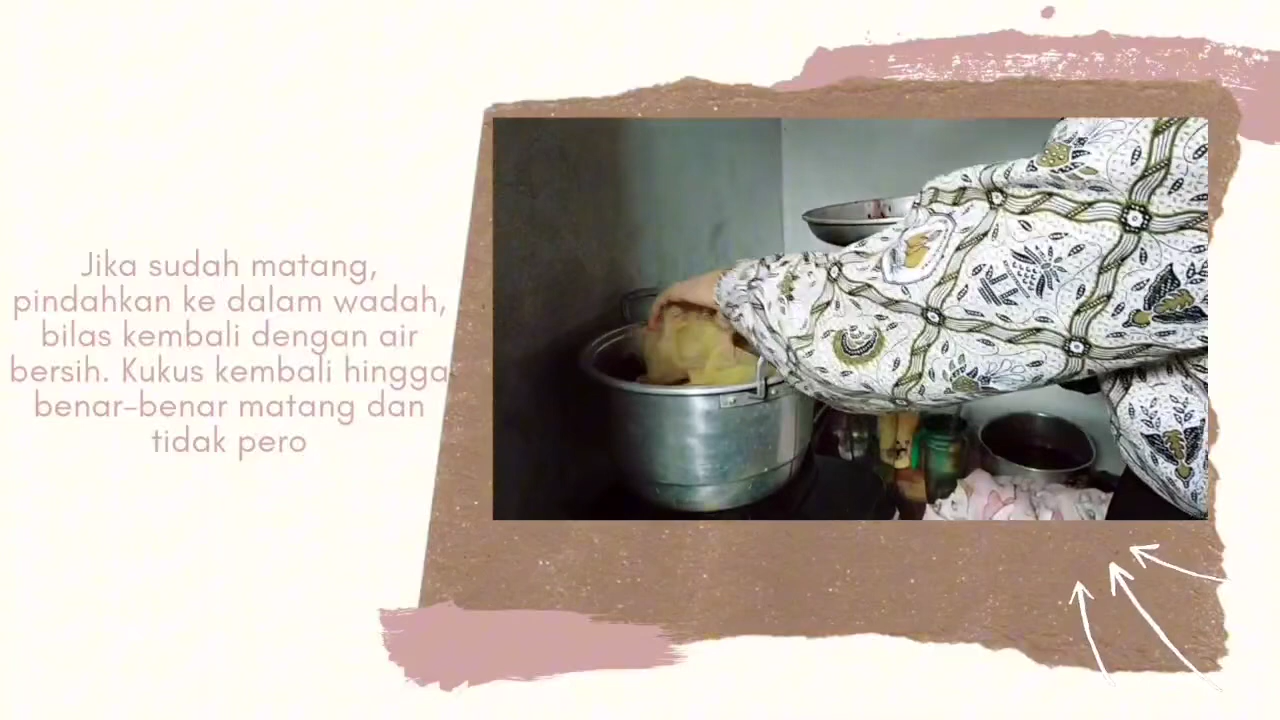 Jika sudah matang,
pindahkan ke dalam wadah,
bilas kembali dengan air
bersih. Kukus kembali hingga
benar-benar matang dan
tidak pero